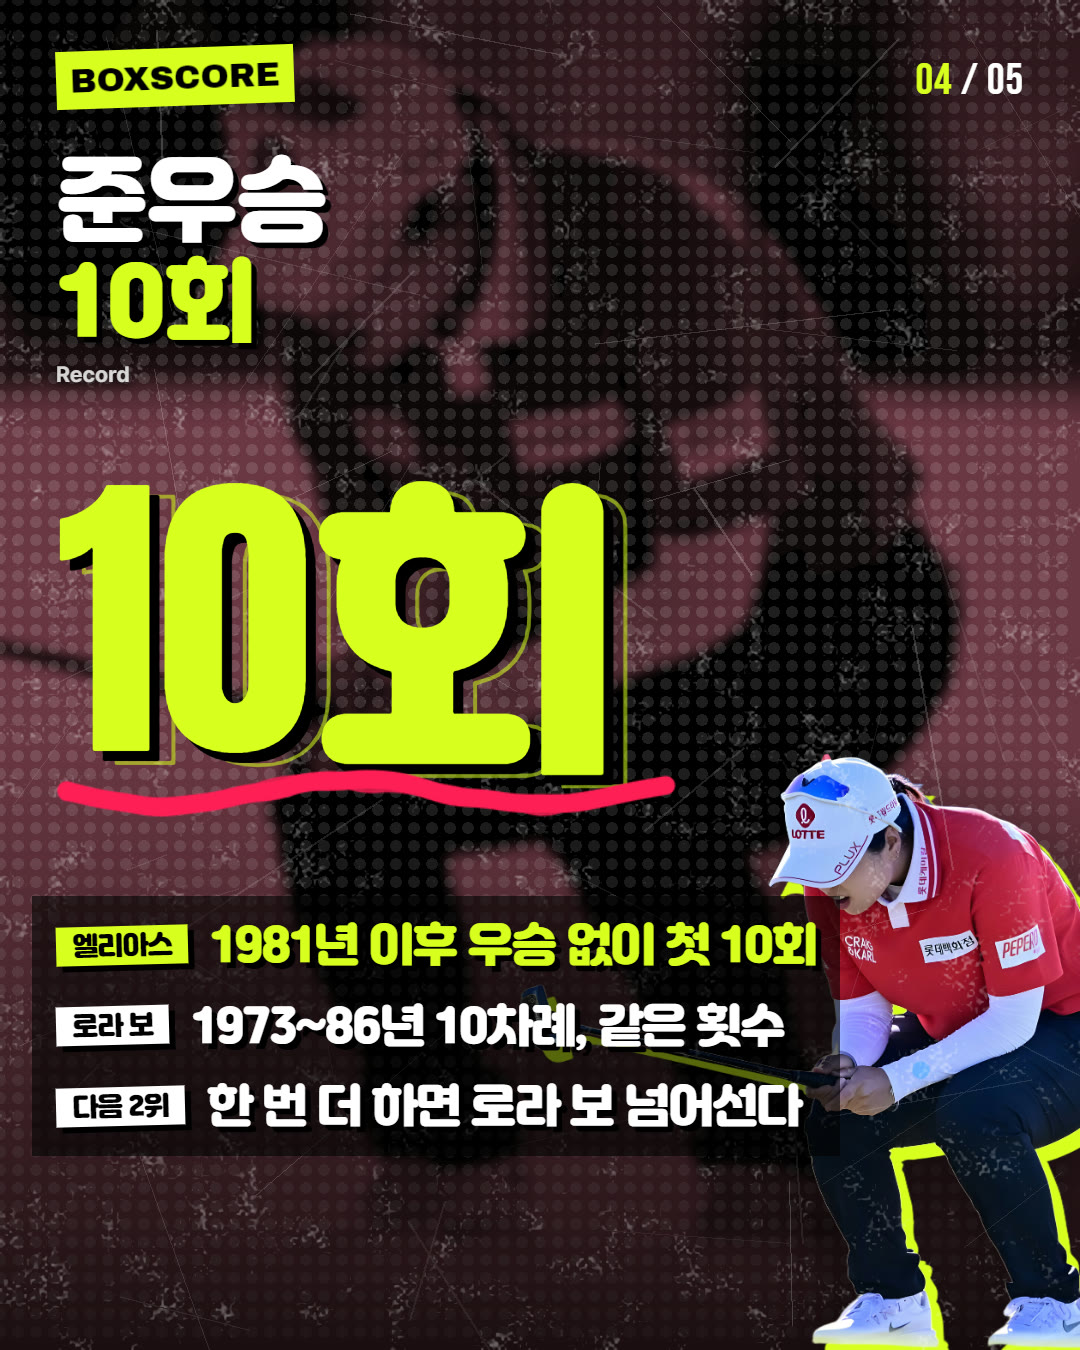 BOXSCORE
04 / 05
준우승
10회
Record
10회
LOTTE
PLUX
엘리아스 1981년 이후 우승 없이 첫 10회
CRAIG
&KARL
롯데백화점
PEPERO
로라 보 1973~86년 10차례, 같은 횟수
다음 2위 한 번 더 하면 로라 보 넘어선다